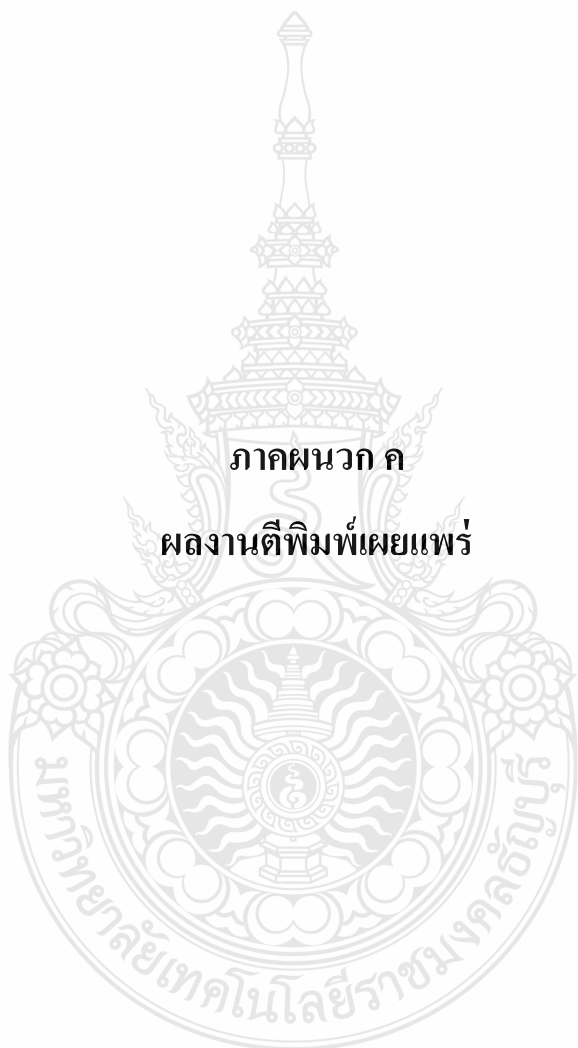 ภาคผนวก ค
ผลงานตีพิมพ์เผยแพร่
มหาวิทยาลัยเทคโนโลยีราชมงคลธัญบุรี